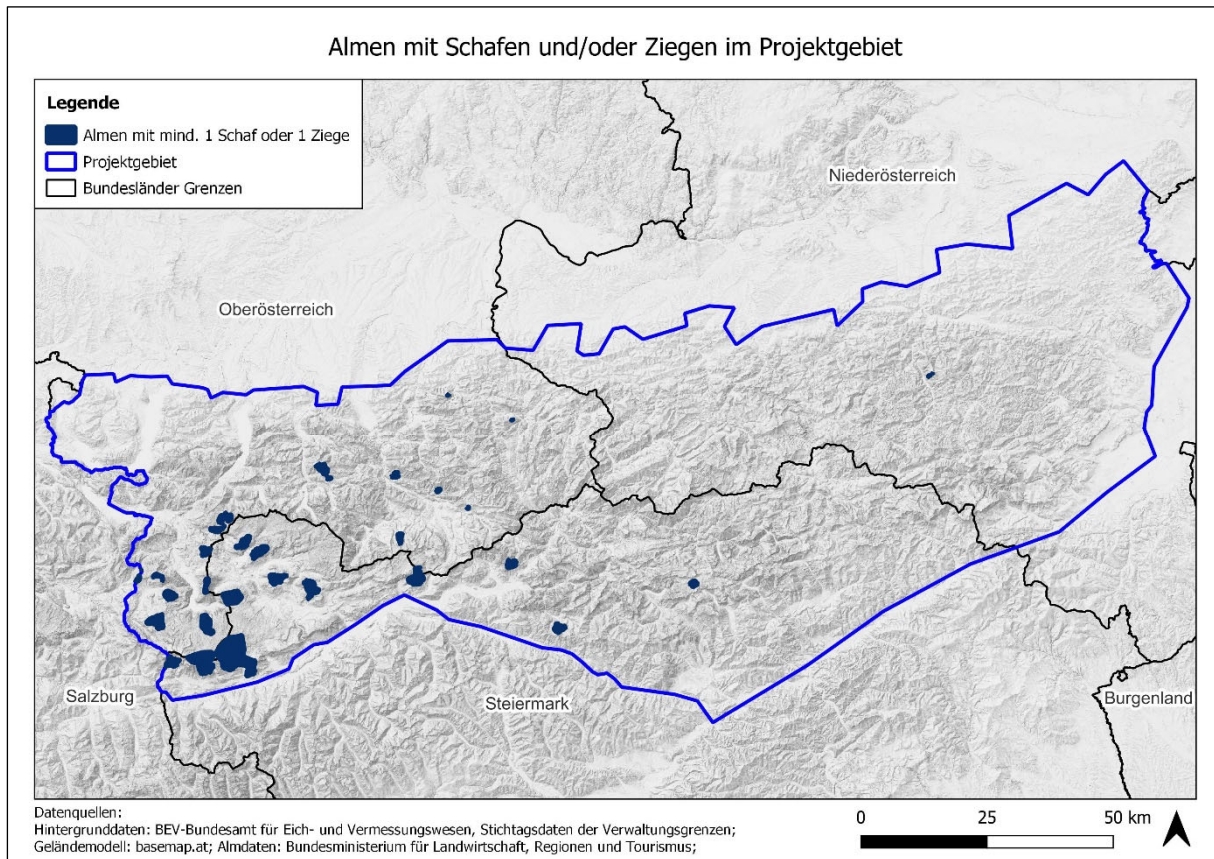 Almen mit Schafen und/oder Ziegen im Projektgebiet
Legende
Almen mit mind. 1 Schaf oder 1 Ziege
Projektgebiet
Bundesländer Grenzen
Niederösterreich
Oberösterreich
Salzburg
Steiermark
Burgenland
Datenquellen:
Hintergrunddaten: BEV-Bundesamt für Eich- und Vermessungswesen, Stichtagsdaten der Verwaltungsgrenzen;
Geländemodell: basemap.at; Almdaten: Bundesministerium für Landwirtschaft, Regionen und Tourismus;
0 25 50 km